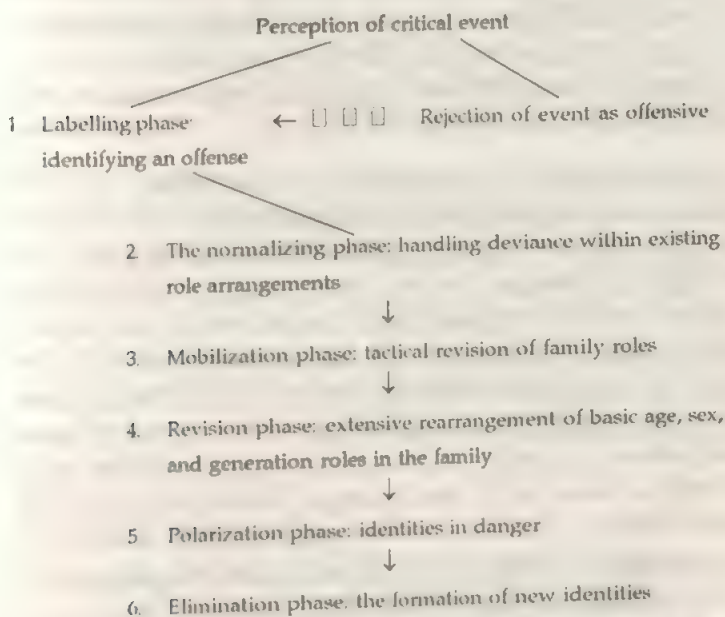 Perception of critical event
1 Labelling phase: ← [] [] [] Rejection of event as offensive
identifying an offense
2. The normalizing phase: handling deviance within existing
role arrangements
↓
3. Mobilization phase: tactical revision of family roles
↓
4. Revision phase: extensive rearrangement of basic age, sex,
and generation roles in the family
↓
5 Polarization phase: identities in danger
↓
6. Elimination phase. the formation of new identities